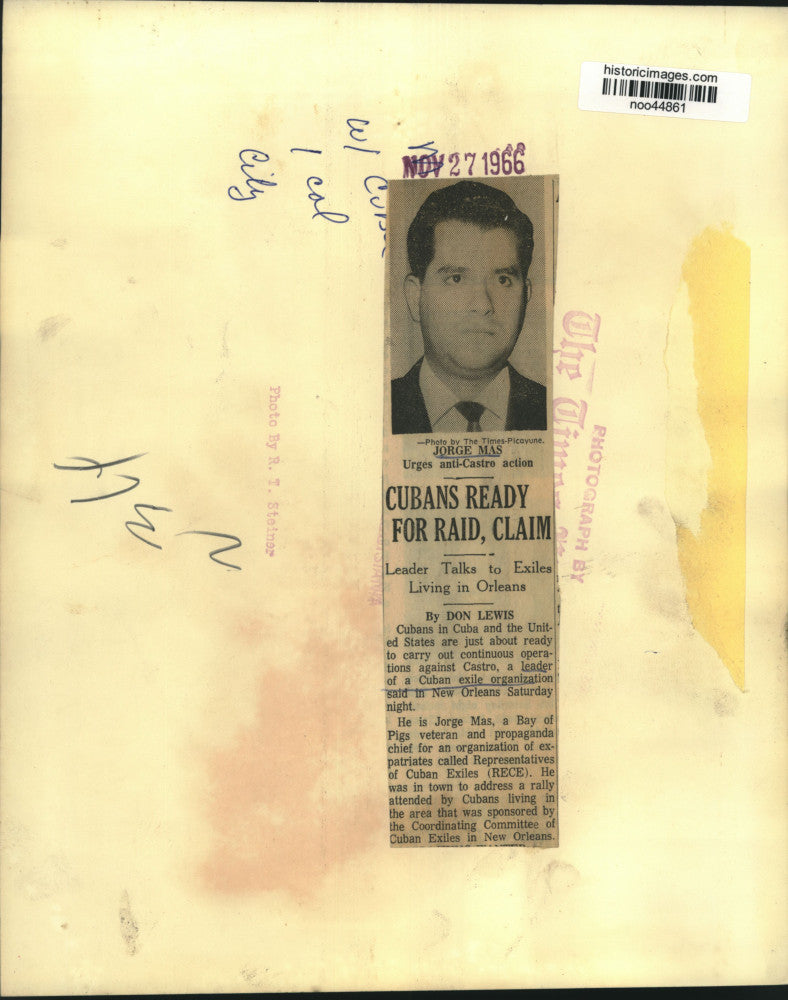 historicimages.com
noo44861
NOV 27 1966
w/ Cuba
1 col
City
Photo By R. T. Steiner
PHOTOGRAPH BY
The Times
—Photo by The Times-Picayune.
JORGE MAS
Urges anti-Castro action
CUBANS READY
FOR RAID, CLAIM
Leader Talks to Exiles
Living in Orleans
By DON LEWIS
Cubans in Cuba and the Unit-
ed States are just about ready
to carry out continuous opera-
tions against Castro, a leader
of a Cuban exile organization
said in New Orleans Saturday
night.
He is Jorge Mas, a Bay of
Pigs veteran and propaganda
chief for an organization of ex-
patriates called Representatives
of Cuban Exiles (RECE). He
was in town to address a rally
attended by Cubans living in
the area that was sponsored by
the Coordinating Committee of
Cuban Exiles in New Orleans.